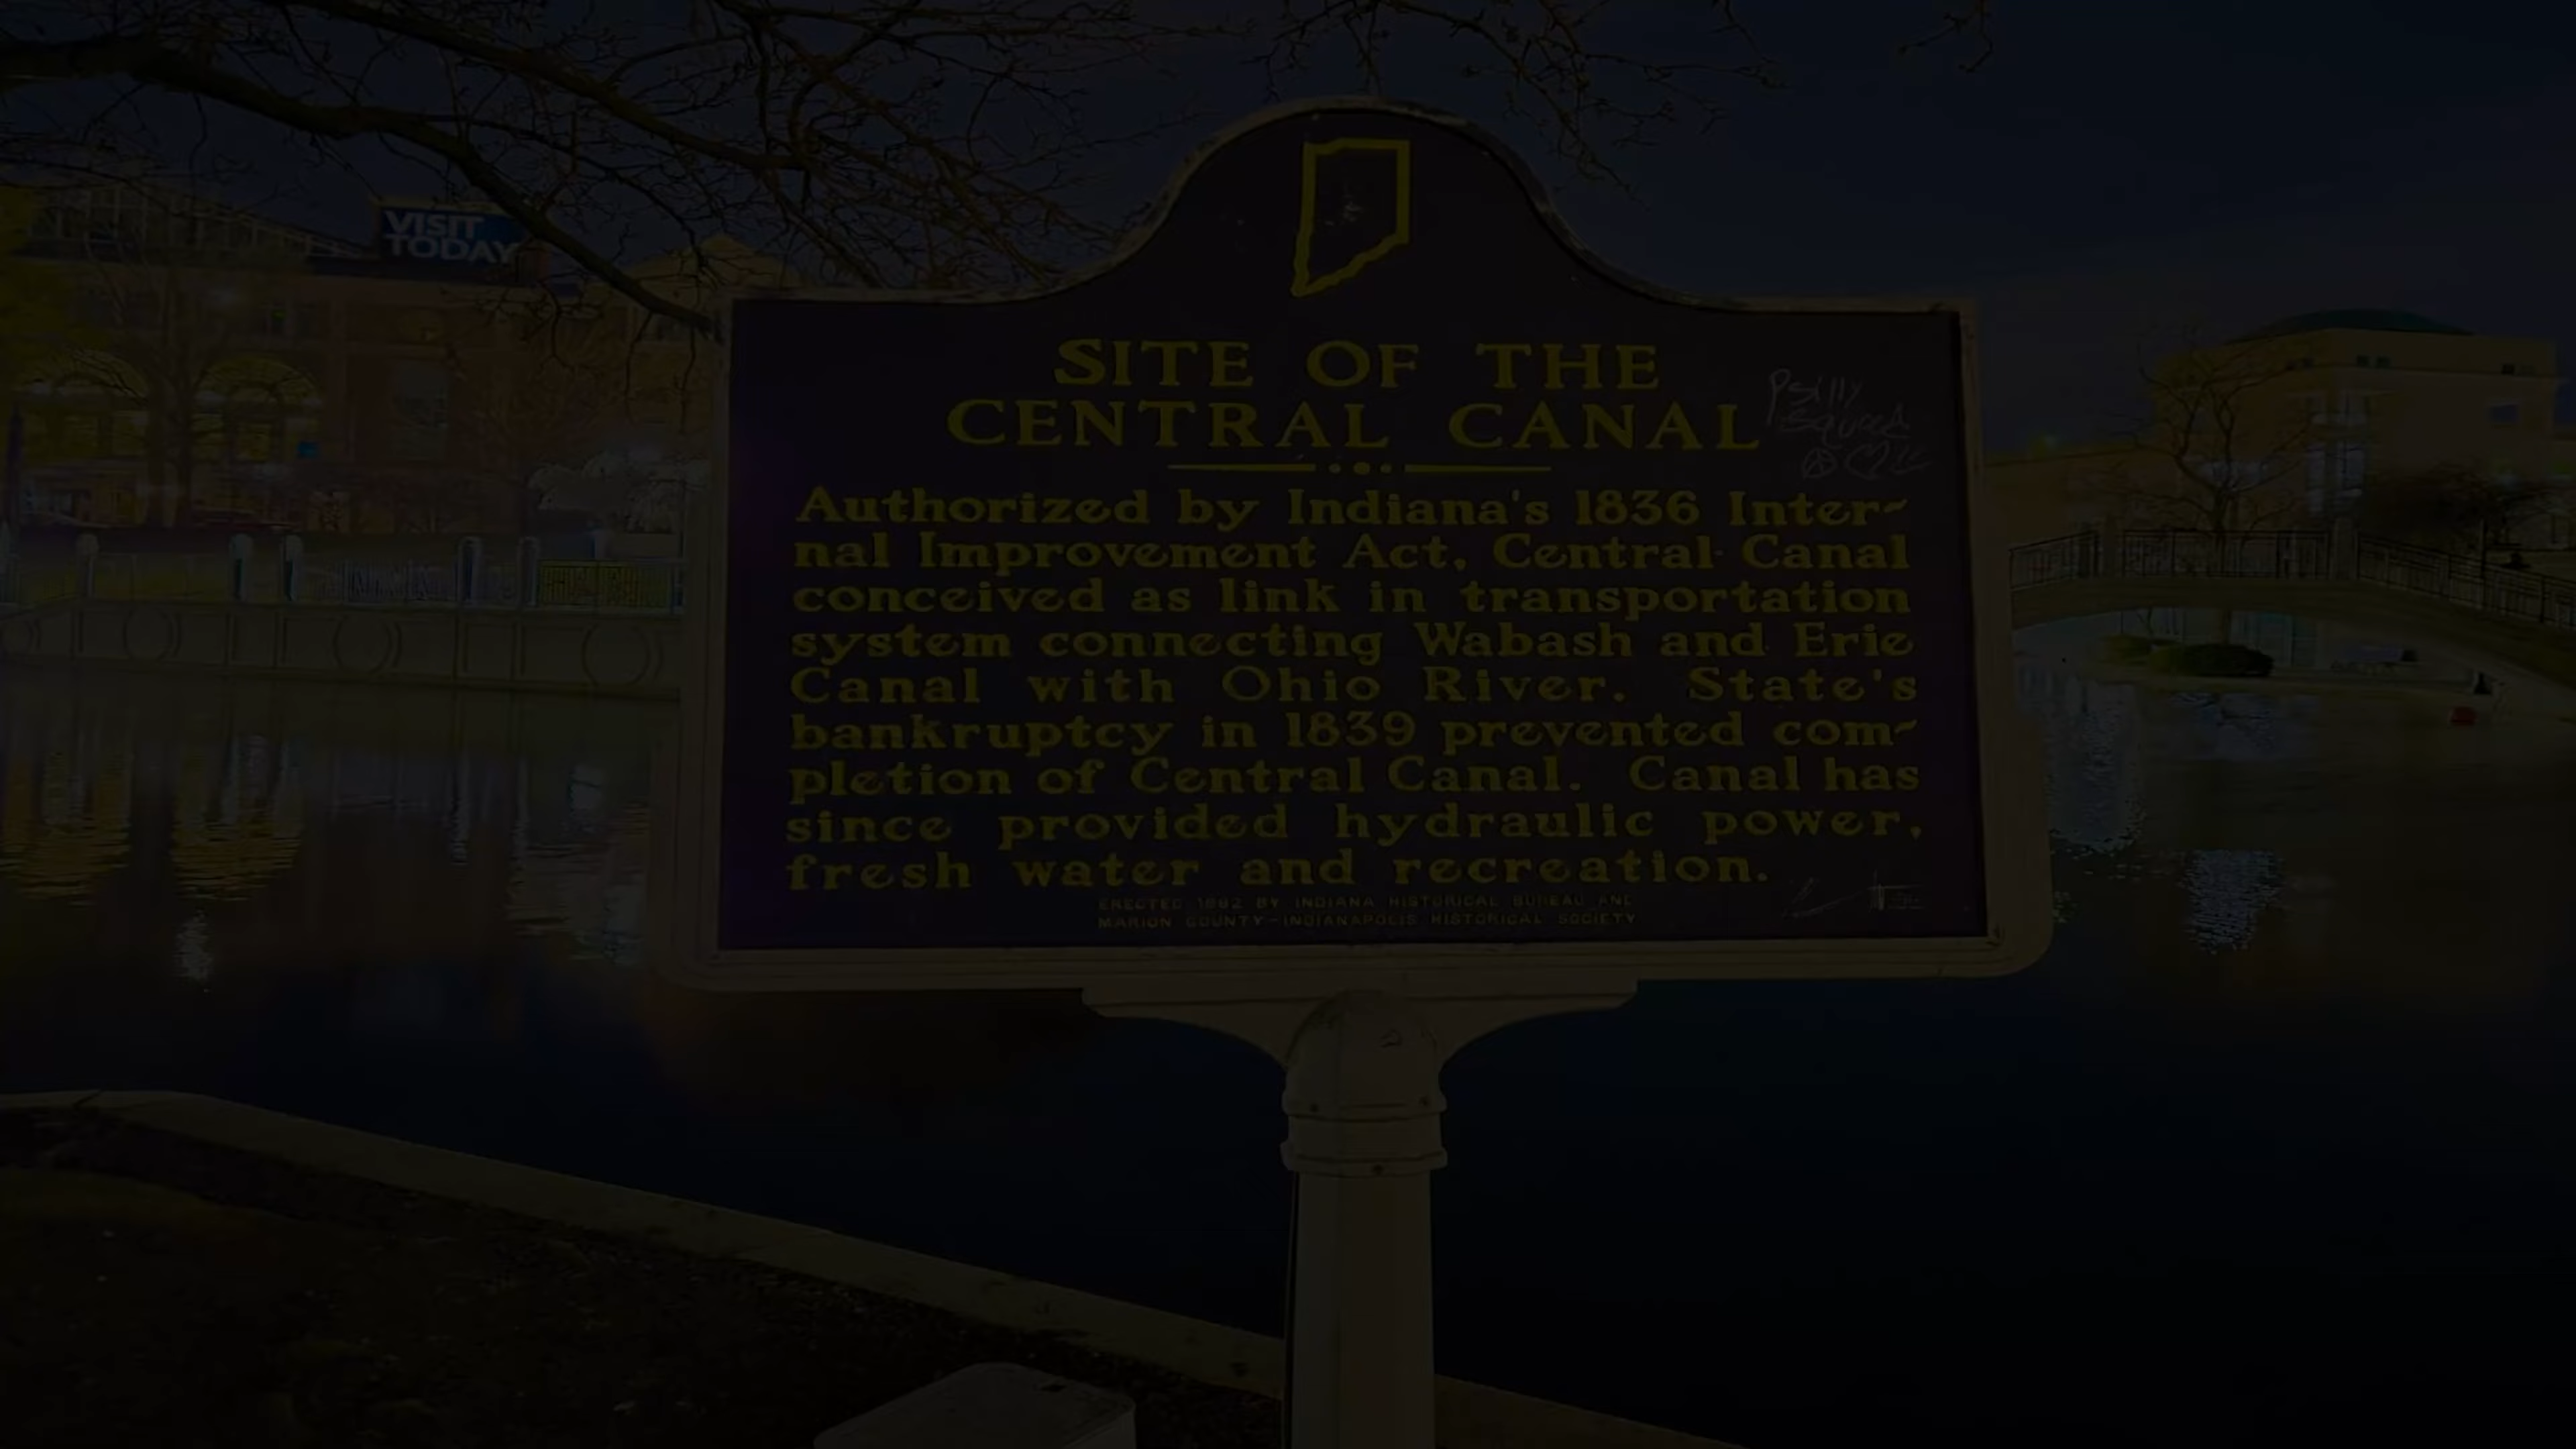 VISIT
TODAY
SITE OF THE
CENTRAL CANAL
Authorized by Indiana's 1836 Inter-
nal Improvement Act, Central Canal
conceived as link in transportation
system connecting Wabash and Erie
Canal with Ohio River. State's
bankruptcy in 1839 prevented com-
pletion of Central Canal. Canal has
since provided hydraulic power,
fresh water and recreation.
ERECTED BY INDIANA HISTORICAL BUREAU AND
MARION COUNTY-INDIANAPOLIS HISTORICAL SOCIETY